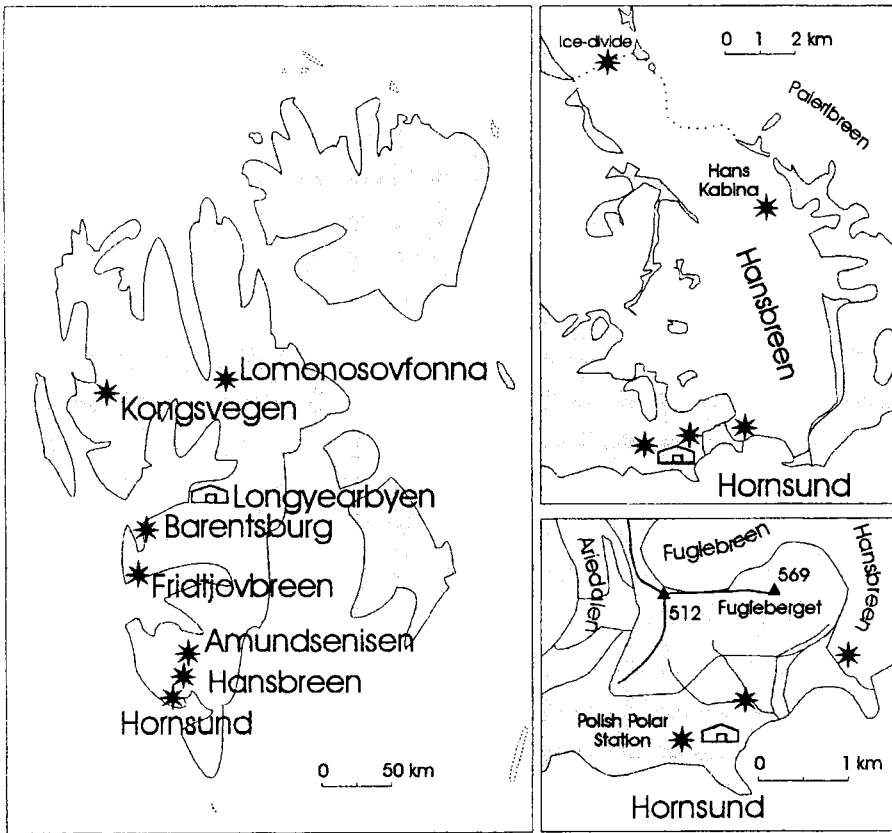 Lomonosovfonna
Kongsvegen
Longyearbyen
Barentsburg
Fridtjovbreen
Amundsenisen
Hansbreen
Hornsund
0 50 km
Ice-divide
0 1 2 km
Paierlbreen
Hans
Kabina
Hansbreen
Hornsund
Ariedalen
Fuglebreen
Hansbreen
569
512
Fugleberget
Polish Polar
Station
0 1 km
Hornsund